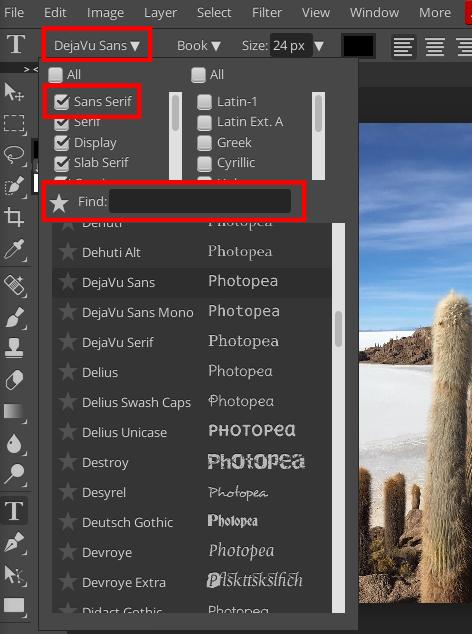 File Edit Image Layer Select Filter View Window More
T DejaVu Sans ▼ Book ▼ Size: 24 px ▼
> <
All All
Sans Serif Latin-1
Serif Latin Ext. A
Display Greek
Slab Serif Cyrillic
Find:
Dehuti Photopea
Dehuti Alt Photopea
DejaVu Sans Photopea
DejaVu Sans Mono Photopea
DejaVu Serif Photopea
Delius Photopea
Delius Swash Caps Photopea
Delius Unicase PHOTOPEA
Destroy Photopea
Desyrel Photopea
Deutsch Gothic Photopea
Devroye Photopea
Devroye Extra
Didact Gothic Photopea
T